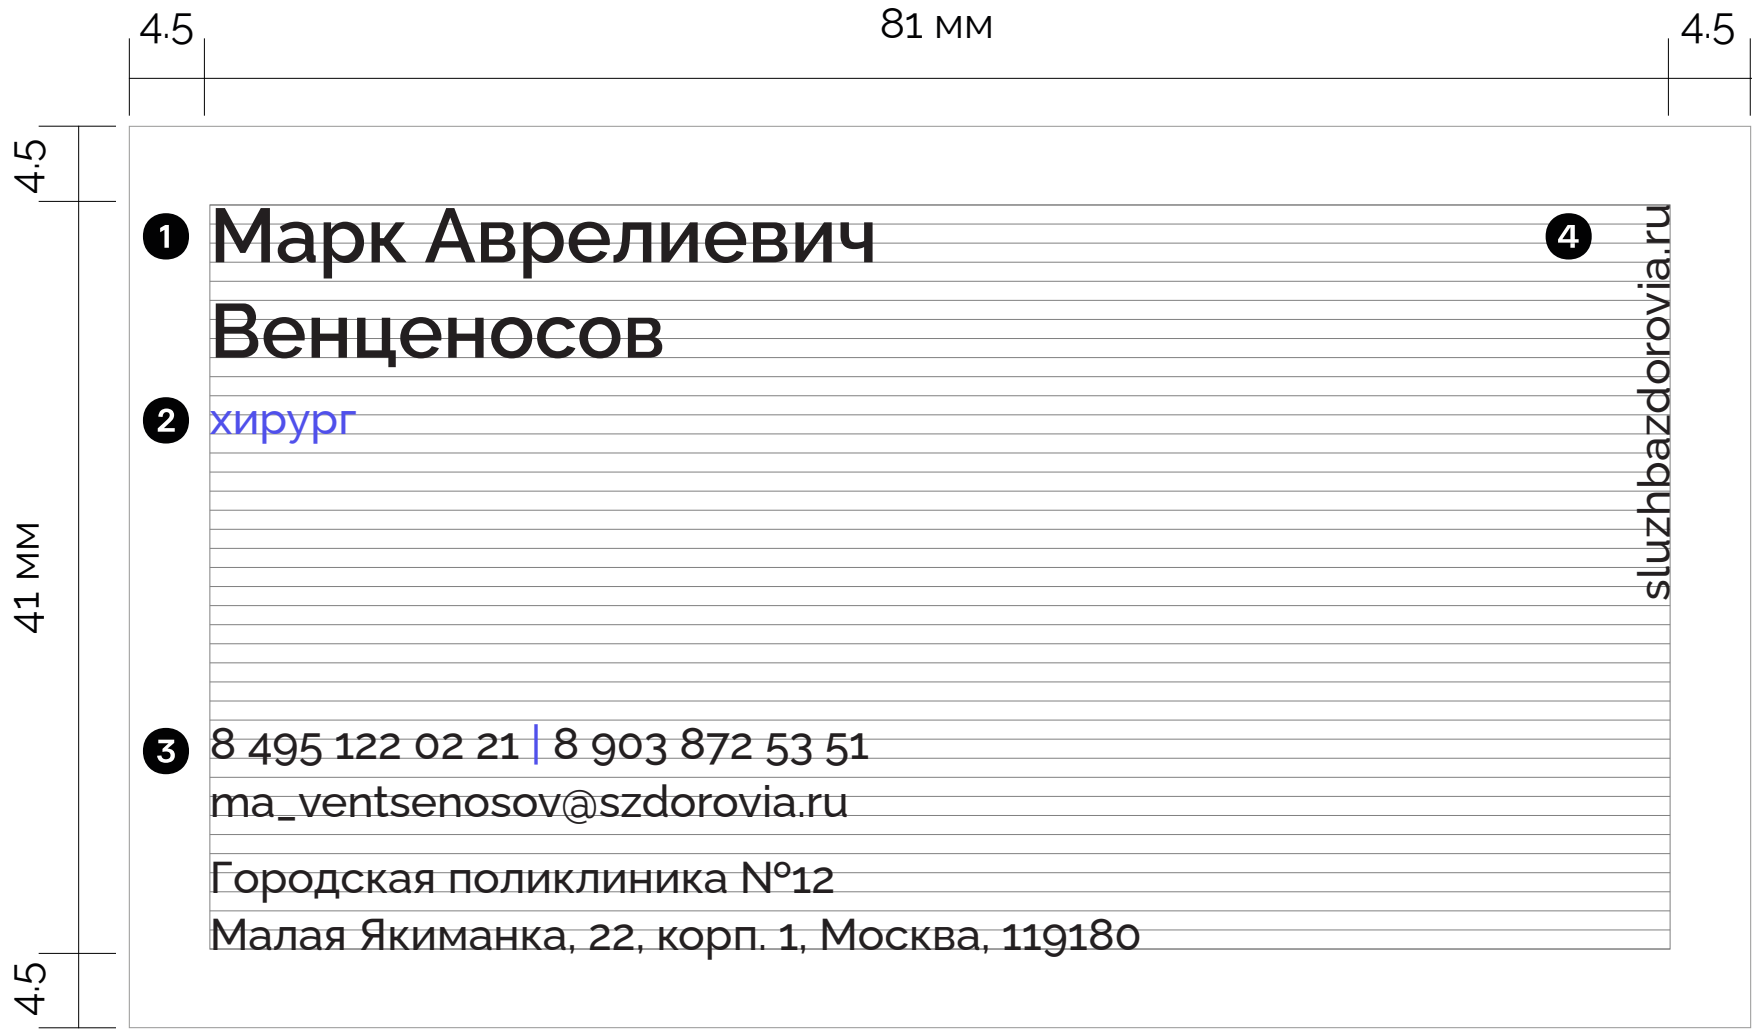 4.5
81 мм
4.5
4.5
41 мм
4.5
1
Марк Аврелиевич
Венценосов
2
хирург
3
8 495 122 02 21 | 8 903 872 53 51
ma_ventsenosov@szdorovia.ru
Городская поликлиника №12
Малая Якиманка, 22, корп. 1, Москва, 119180
4
sluzhbazdorovia.ru